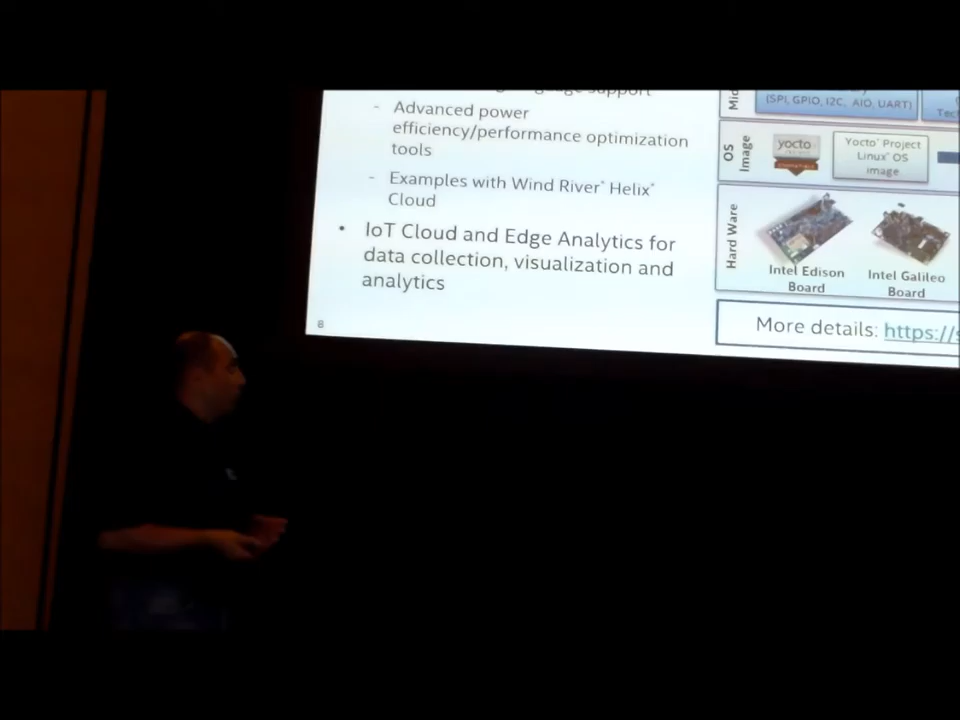 support
- Advanced power
efficiency/performance optimization
tools
- Examples with Wind River* Helix*
Cloud
• IoT Cloud and Edge Analytics for
data collection, visualization and
analytics
8
(SPI, GPIO, I2C, AIO, UART)
OS
Image
yocto
Yocto* Project
Linux* OS
image
Hard Ware
Intel Edison
Board
Intel Galileo
Board
More details: https://s